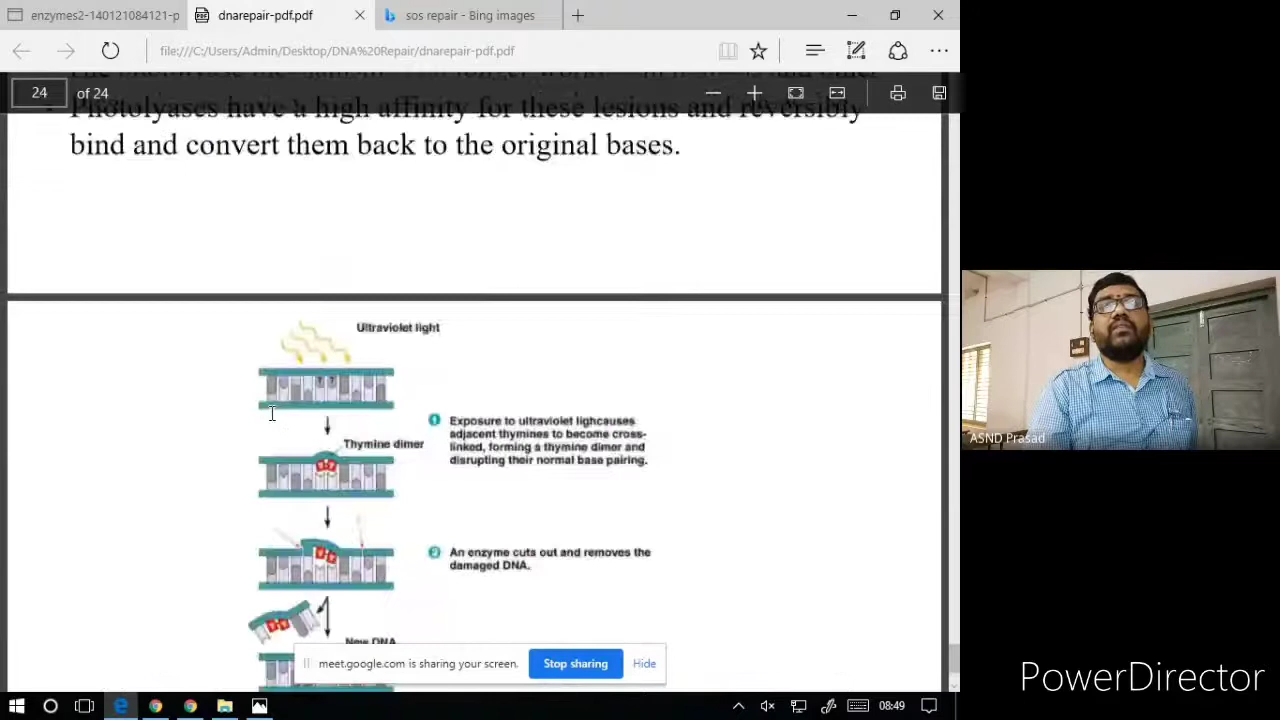 enzymes2-140121084121-p
dnarepair-pdf.pdf
sos repair - Bing images
file:///C:/Users/Admin/Desktop/DNA%20Repair/dnarepair-pdf.pdf
24 of 24
Photolyases have a high affinity for these lesions and reversibly
bind and convert them back to the original bases.
Ultraviolet light
Thymine dimer
1 Exposure to ultraviolet lighcauses
adjacent thymines to become cross-
linked, forming a thymine dimer and
disrupting their normal base pairing.
2 An enzyme cuts out and removes the
damaged DNA.
New DNA
meet.google.com is sharing your screen.
Stop sharing
Hide
ASND Prasad
PowerDirector
08:49